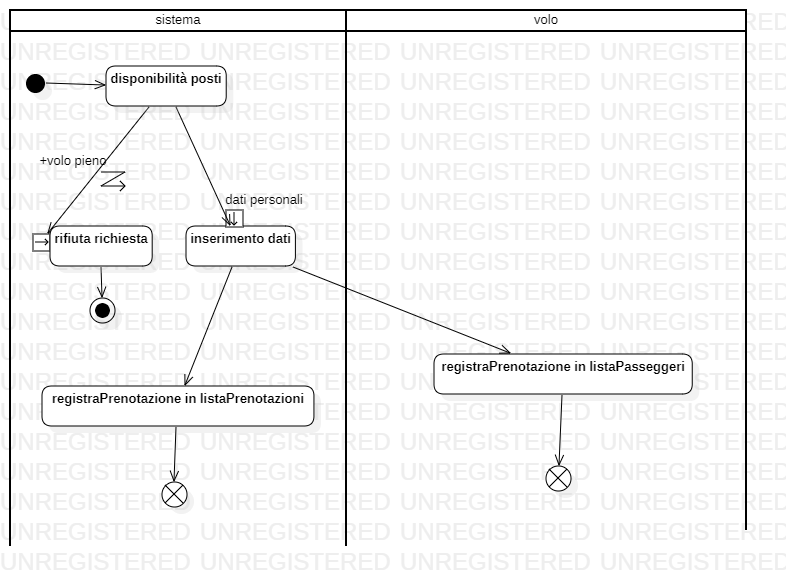 sistema
volo
disponibilità posti
+volo pieno
dati personali
rifiuta richiesta
inserimento dati
registraPrenotazione in listaPasseggeri
registraPrenotazione in listaPrenotazioni
UNREGISTERED UNREGISTERED UNREGISTERED UNREGISTERED